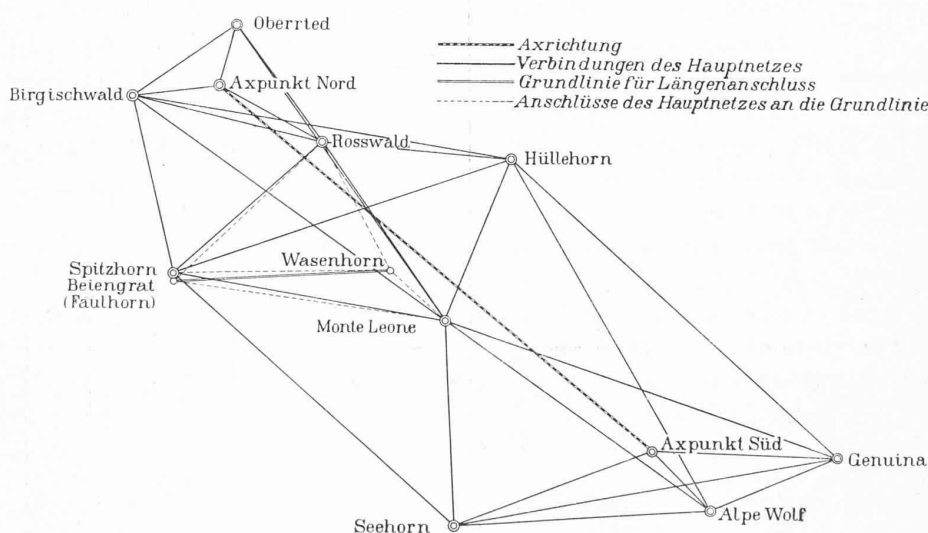 Oberried
Axrichtung
Verbindungen des Hauptnetzes
Grundlinie für Längenanschluss
Anschlüsse des Hauptnetzes an die Grundlinie
Axpunkt Nord
Birgischwald
Rosswald
Hüllehorn
Wasenhorn
Spitzhorn
Beiengrat
(Faulhorn)
Monte Leone
Axpunkt Süd
Genuina
Alpe Wolf
Seehorn